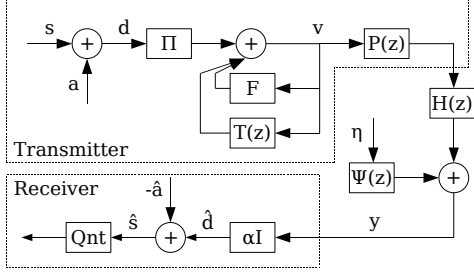 s
d
Π
v
P(z)
a
F
T(z)
H(z)
Transmitter
η
Ψ(z)
Receiver
-â
ŝ
d̂
y
Qnt
αI